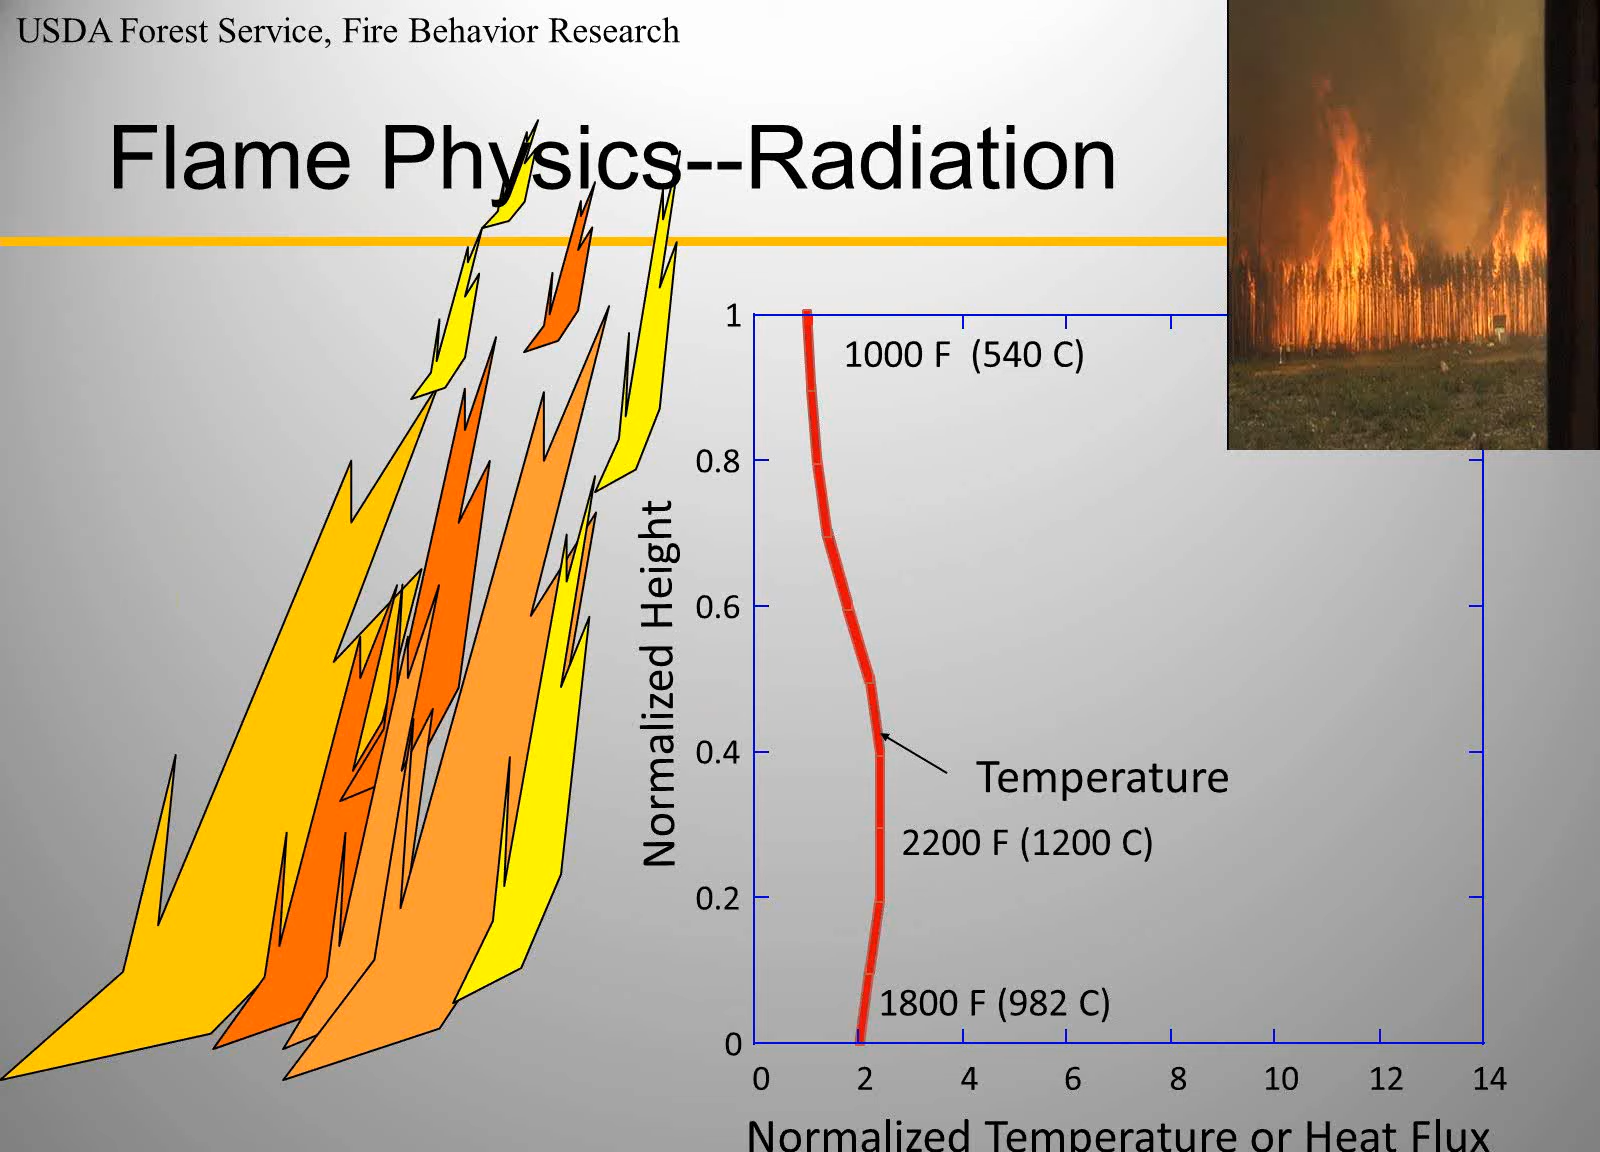 USDA Forest Service, Fire Behavior Research
Flame Physics--Radiation
1
1000 F (540 C)
0.8
0.6
Normalized Height
0.4
Temperature
2200 F (1200 C)
0.2
1800 F (982 C)
0
0 2 4 6 8 10 12 14
Normalized Temperature or Heat Flux